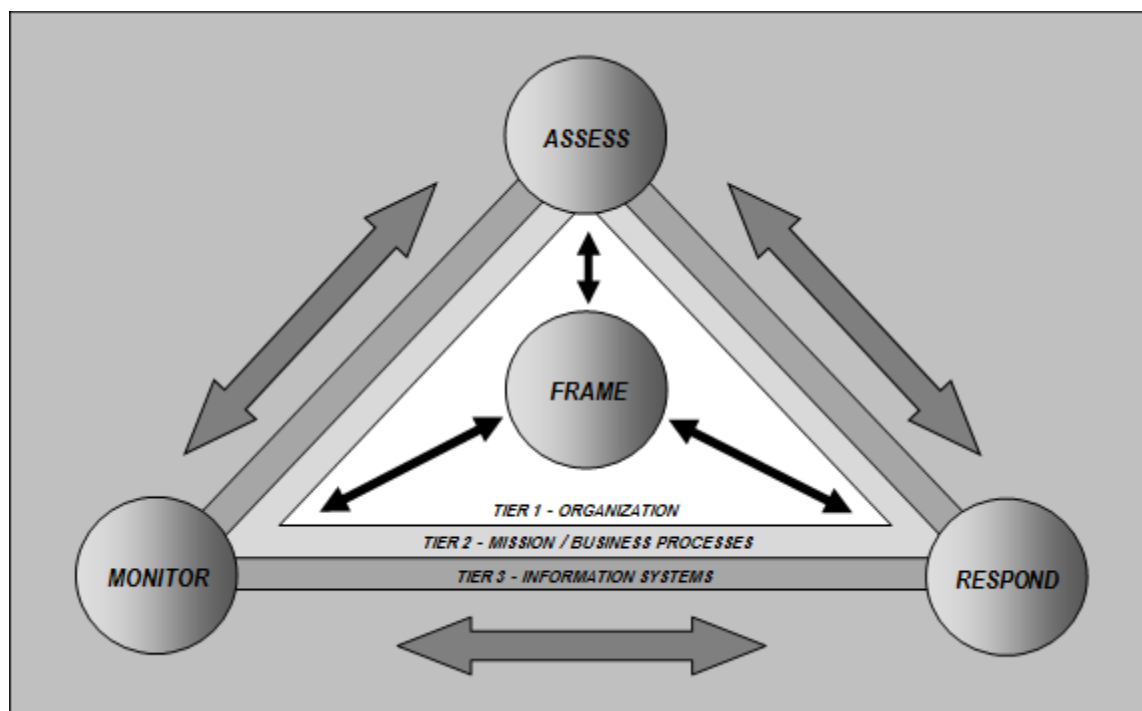 ASSESS
FRAME
TIER 1 - ORGANIZATION
TIER 2 - MISSION / BUSINESS PROCESSES
TIER 3 - INFORMATION SYSTEMS
MONITOR
RESPOND